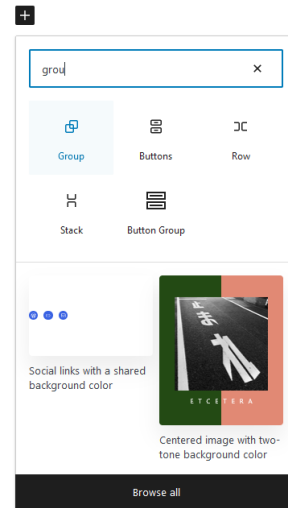 grou
Group
Buttons
Row
Stack
Button Group
Social links with a shared
background color
ETCETERA
Centered image with two-
tone background color
Browse all